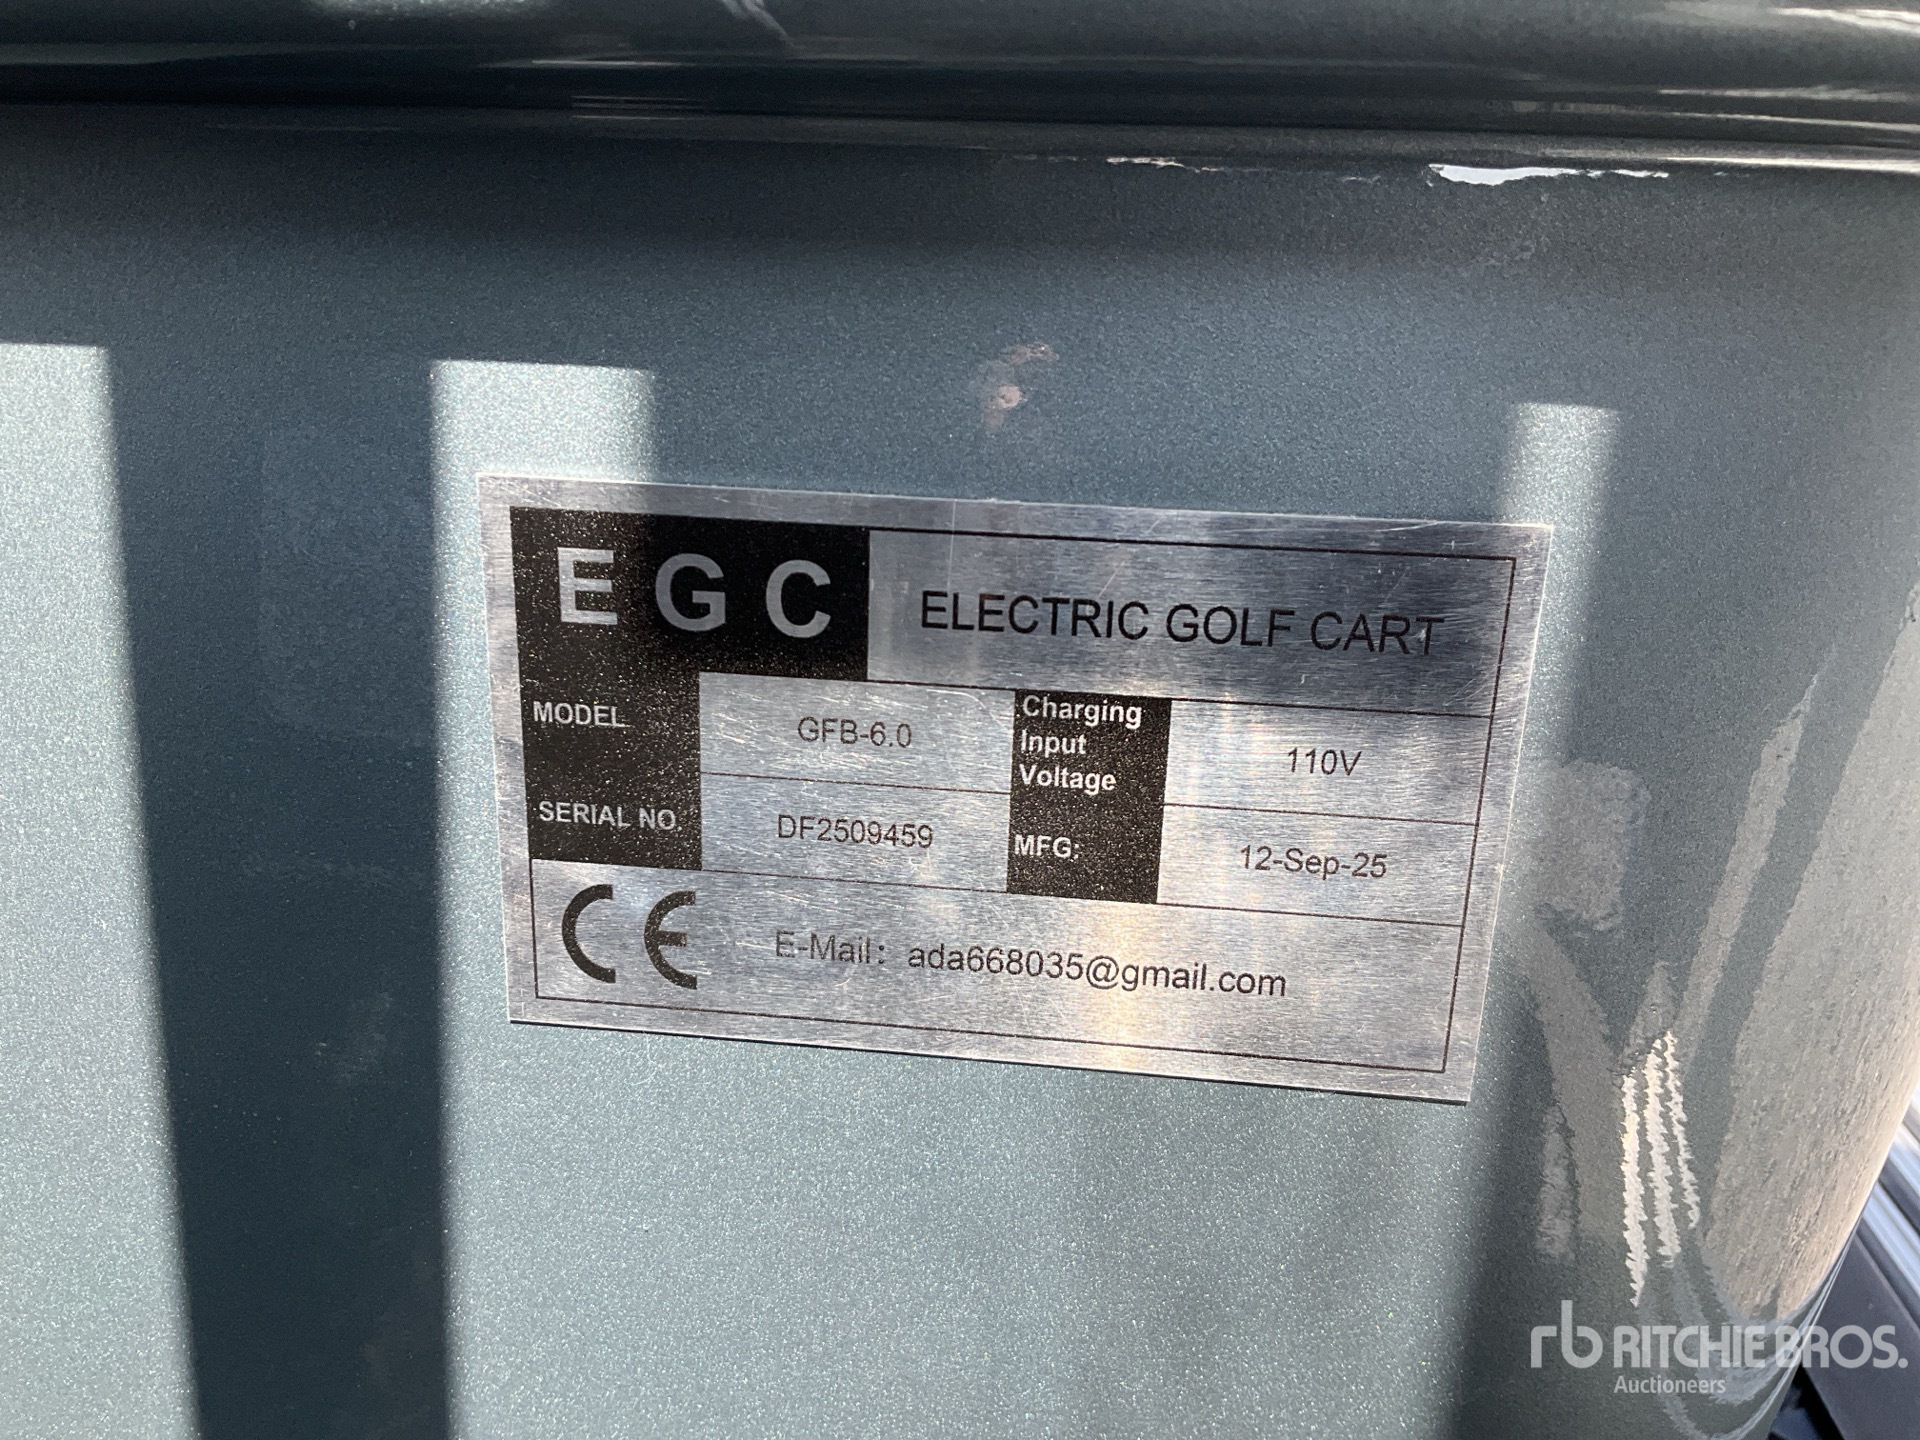 EGC ELECTRIC GOLF CART
MODEL GFB-6.0 Charging Input Voltage 110V
SERIAL NO. DF2509459 MFG: 12-Sep-25
CE E-Mail: ada668035@gmail.com
rb RITCHIE BROS.
Auctioneers